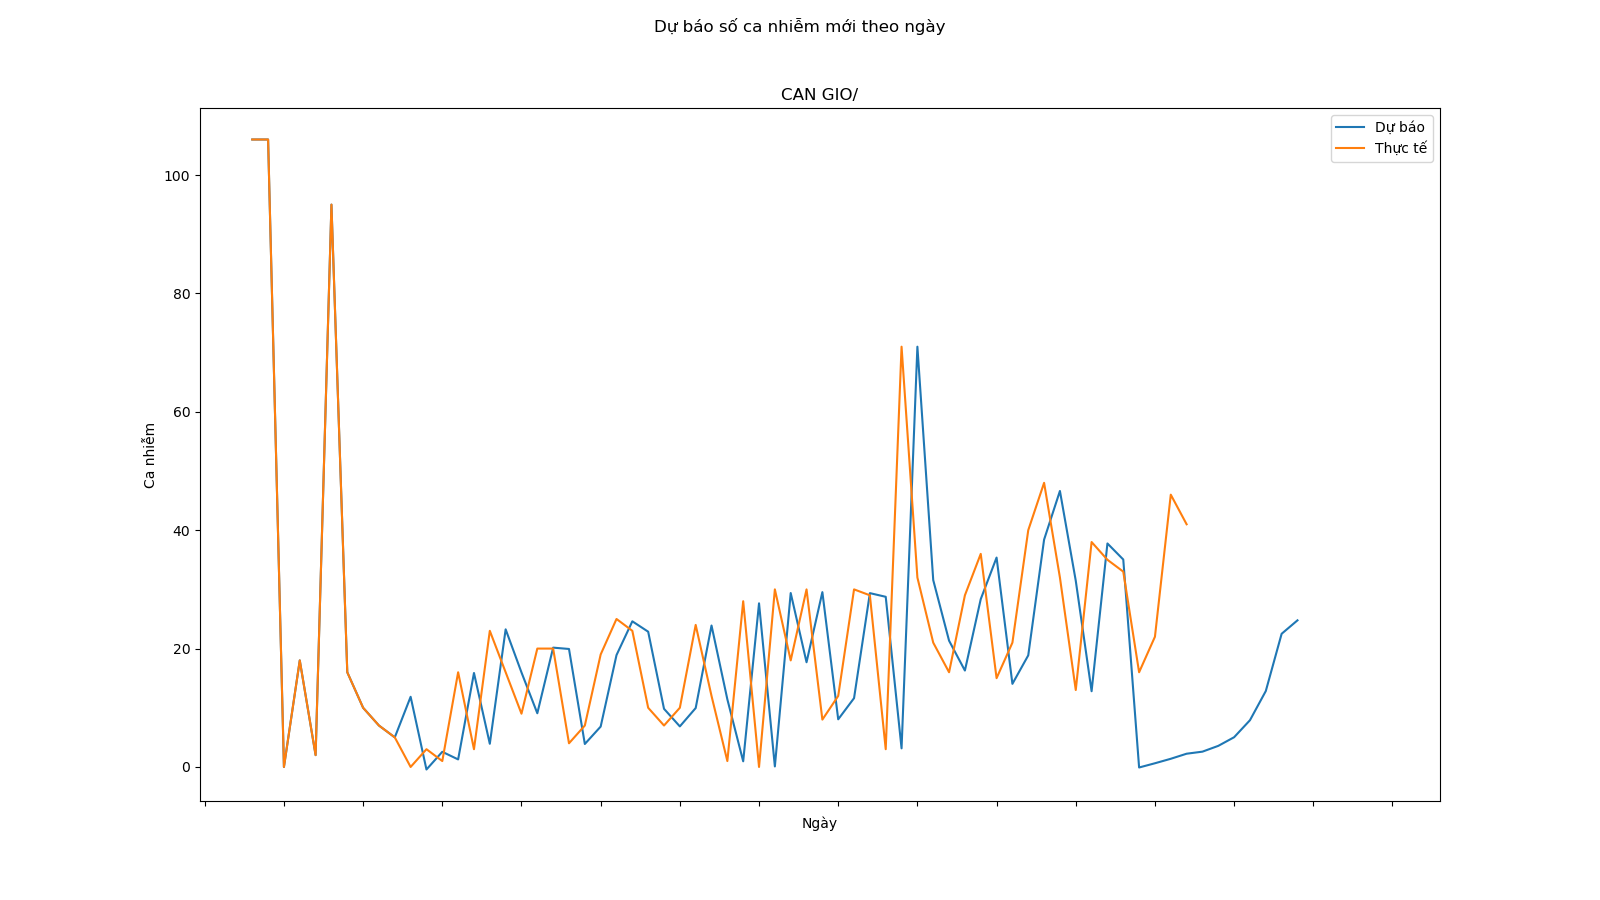 Dự báo số ca nhiễm mới theo ngày
CAN GIO/
Dự báo
Thực tế
100
80
60
40
20
0
Ca nhiễm
Ngày